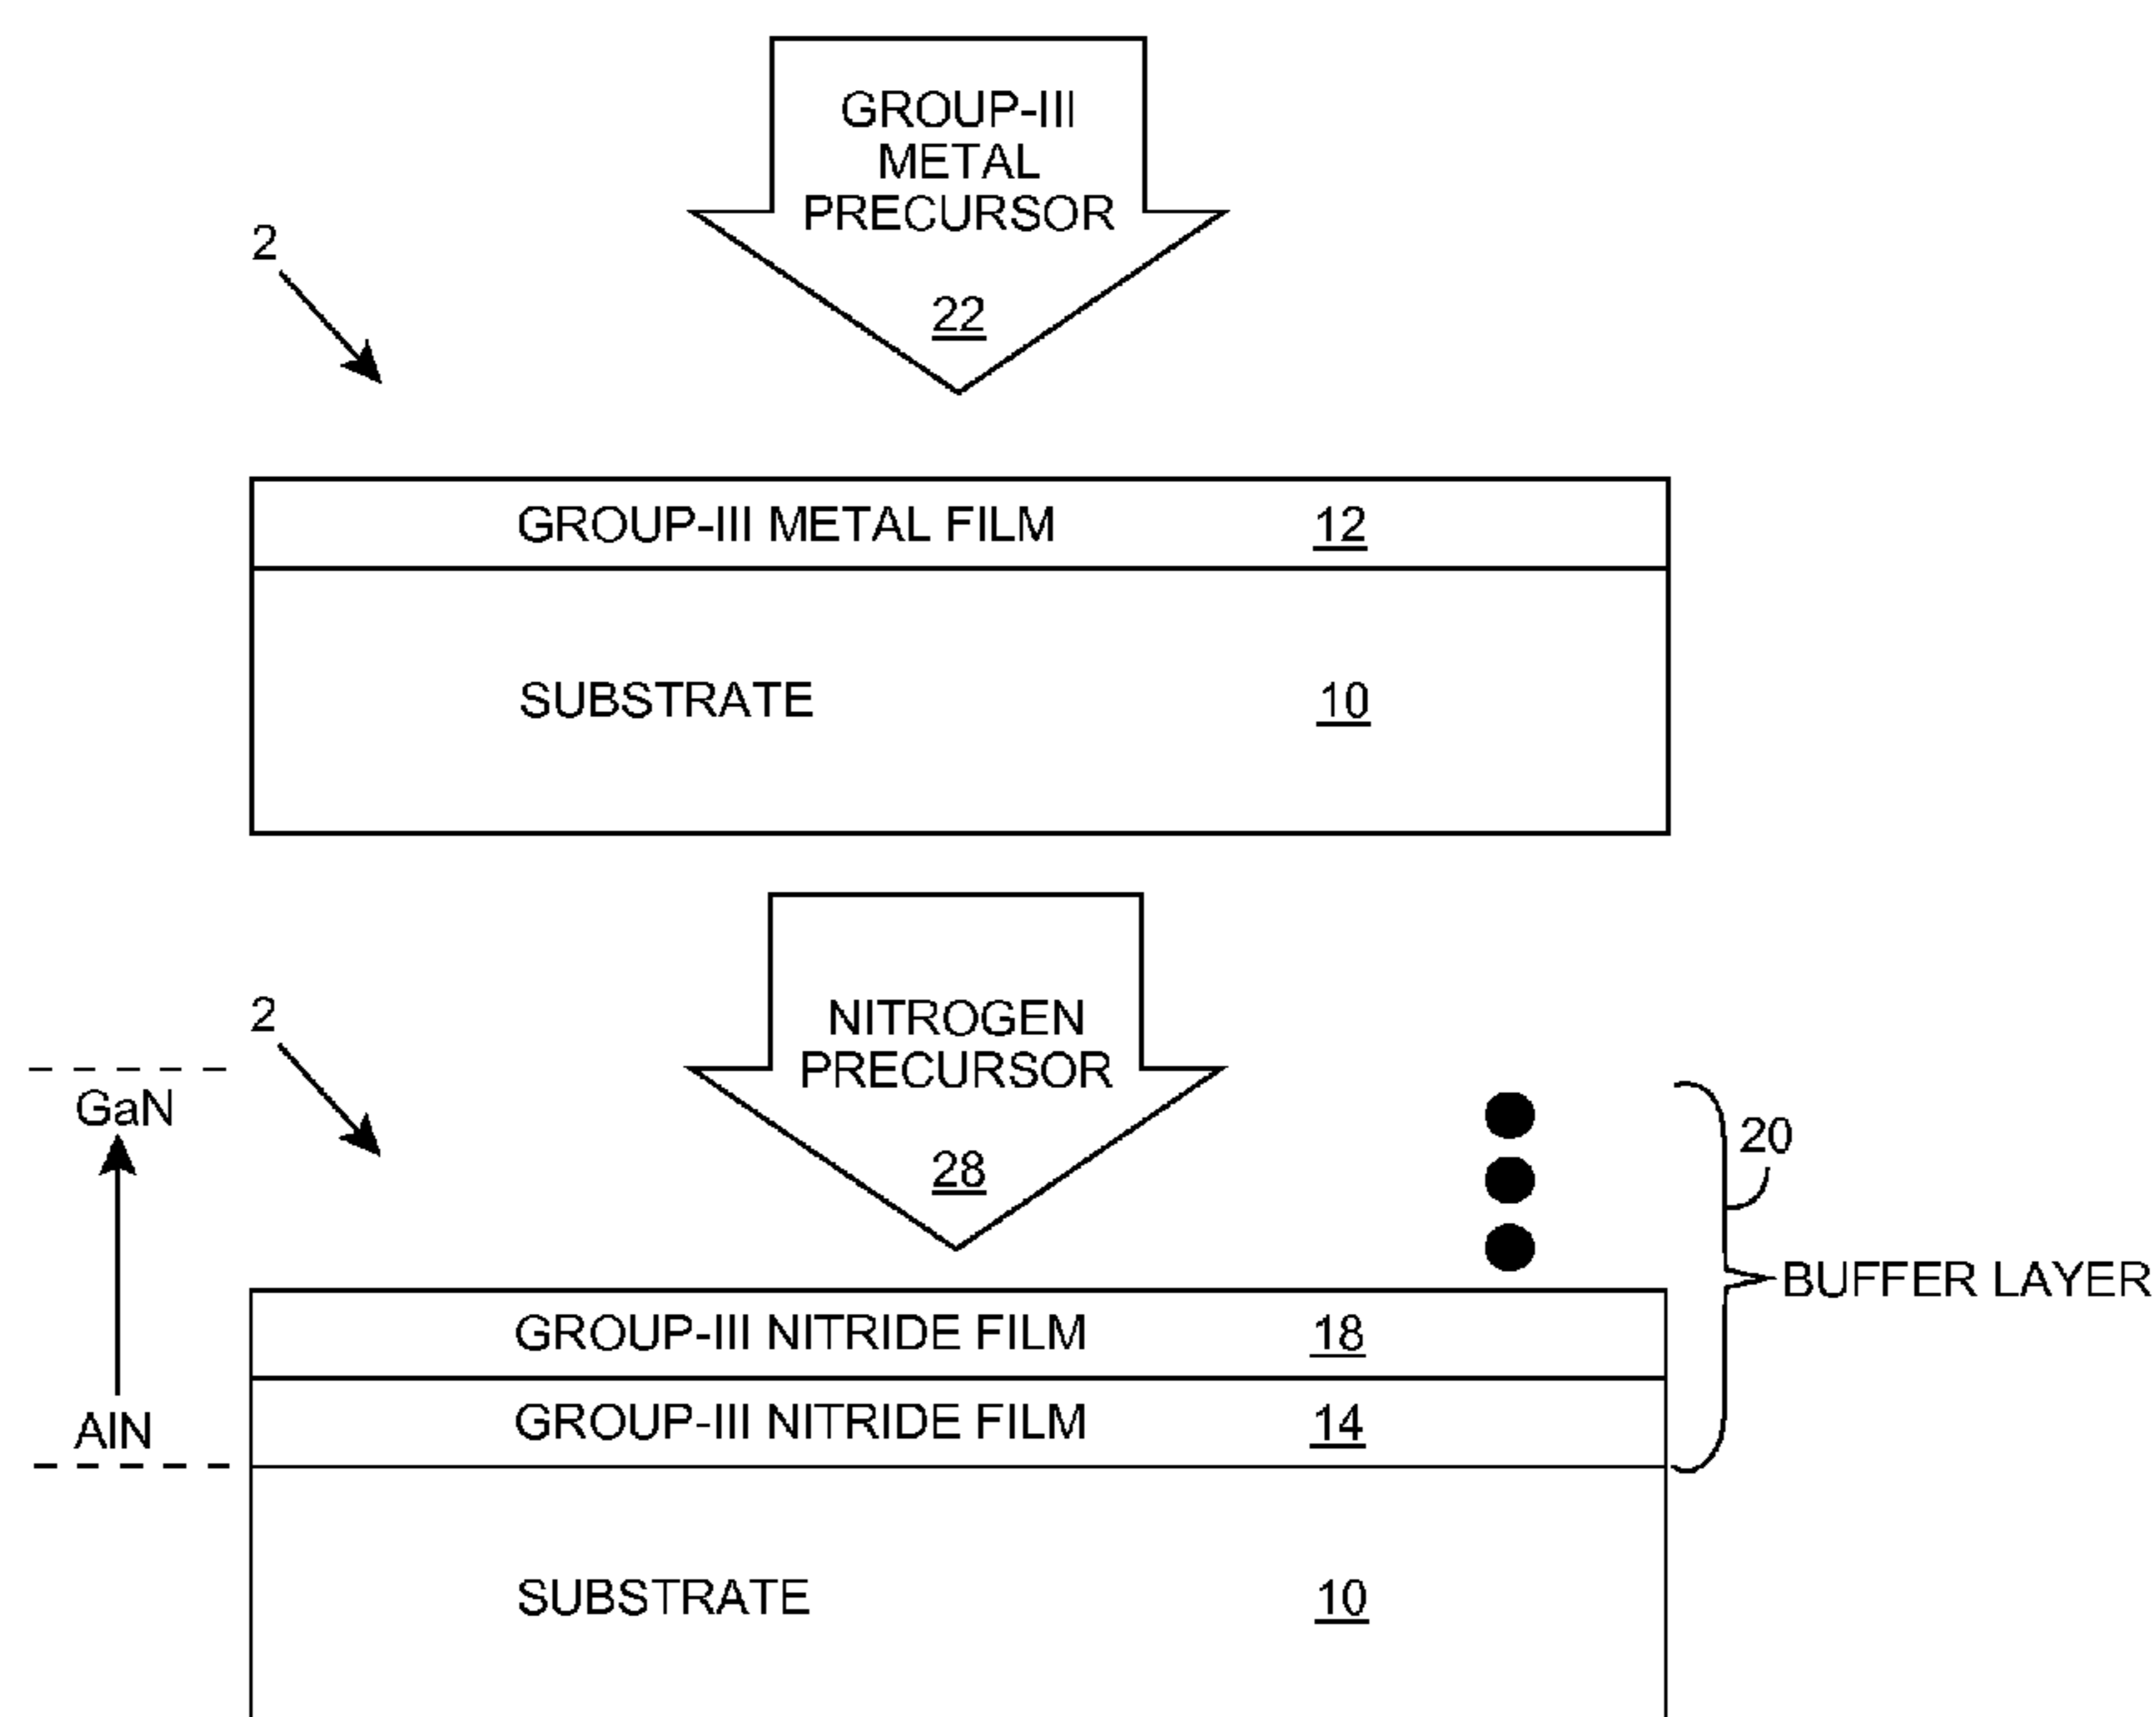 GROUP-III
METAL
PRECURSOR
22
2
GROUP-III METAL FILM 12
SUBSTRATE 10
NITROGEN
PRECURSOR
28
2
GaN
AlN
20
BUFFER LAYER
GROUP-III NITRIDE FILM 18
GROUP-III NITRIDE FILM 14
SUBSTRATE 10